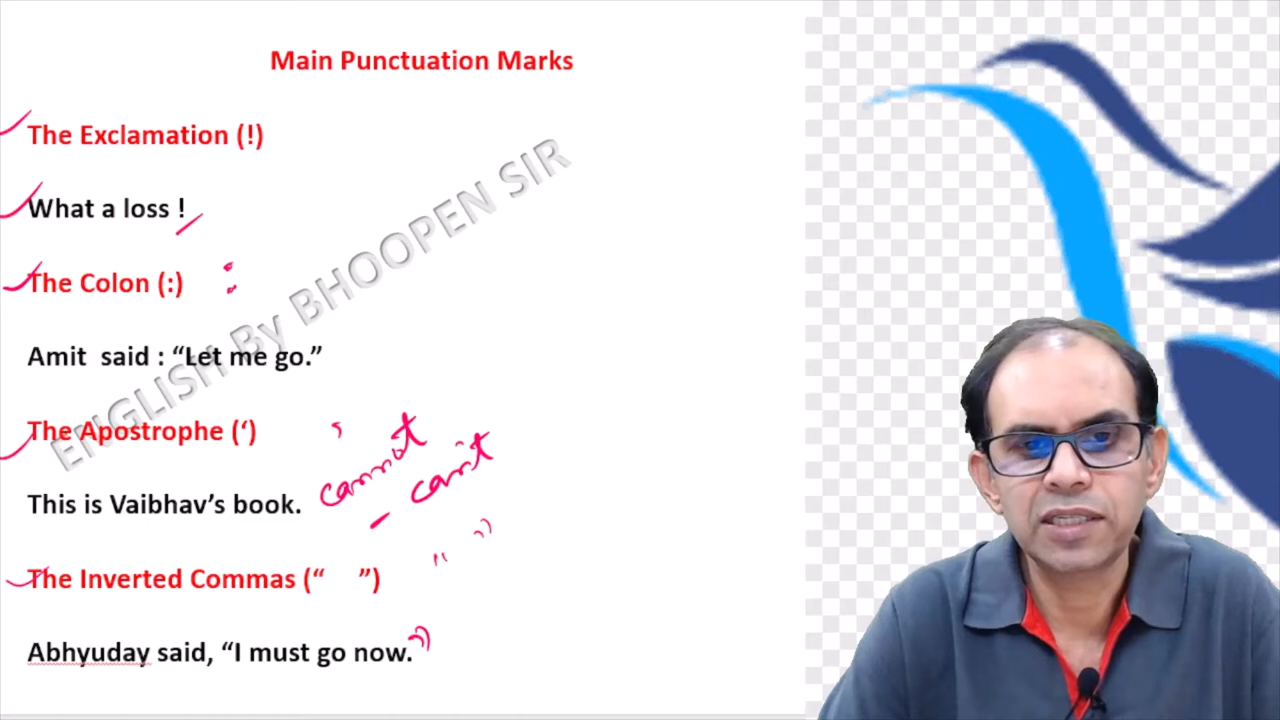 Main Punctuation Marks
The Exclamation (!)
What a loss !
The Colon (:) :
Amit said : “Let me go.”
The Apostrophe (‘) ,
cannot
- can't
This is Vaibhav’s book.
" "
The Inverted Commas (“ ”)
Abhyuday said, “I must go now."
ENGLISH By BHOOPEN SIR